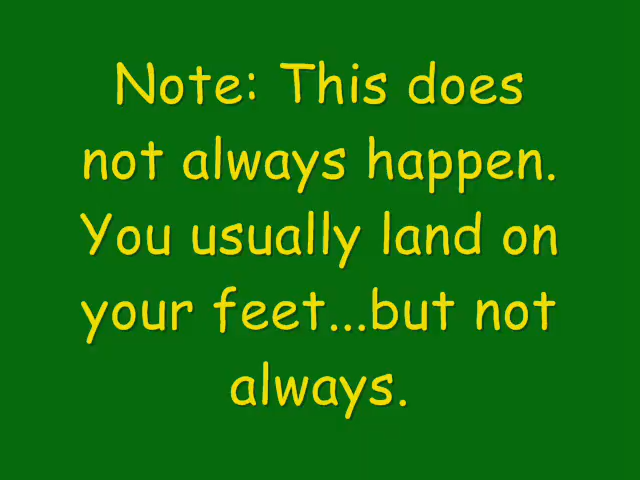 Note: This does
not always happen.
You usually land on
your feet...but not
always.